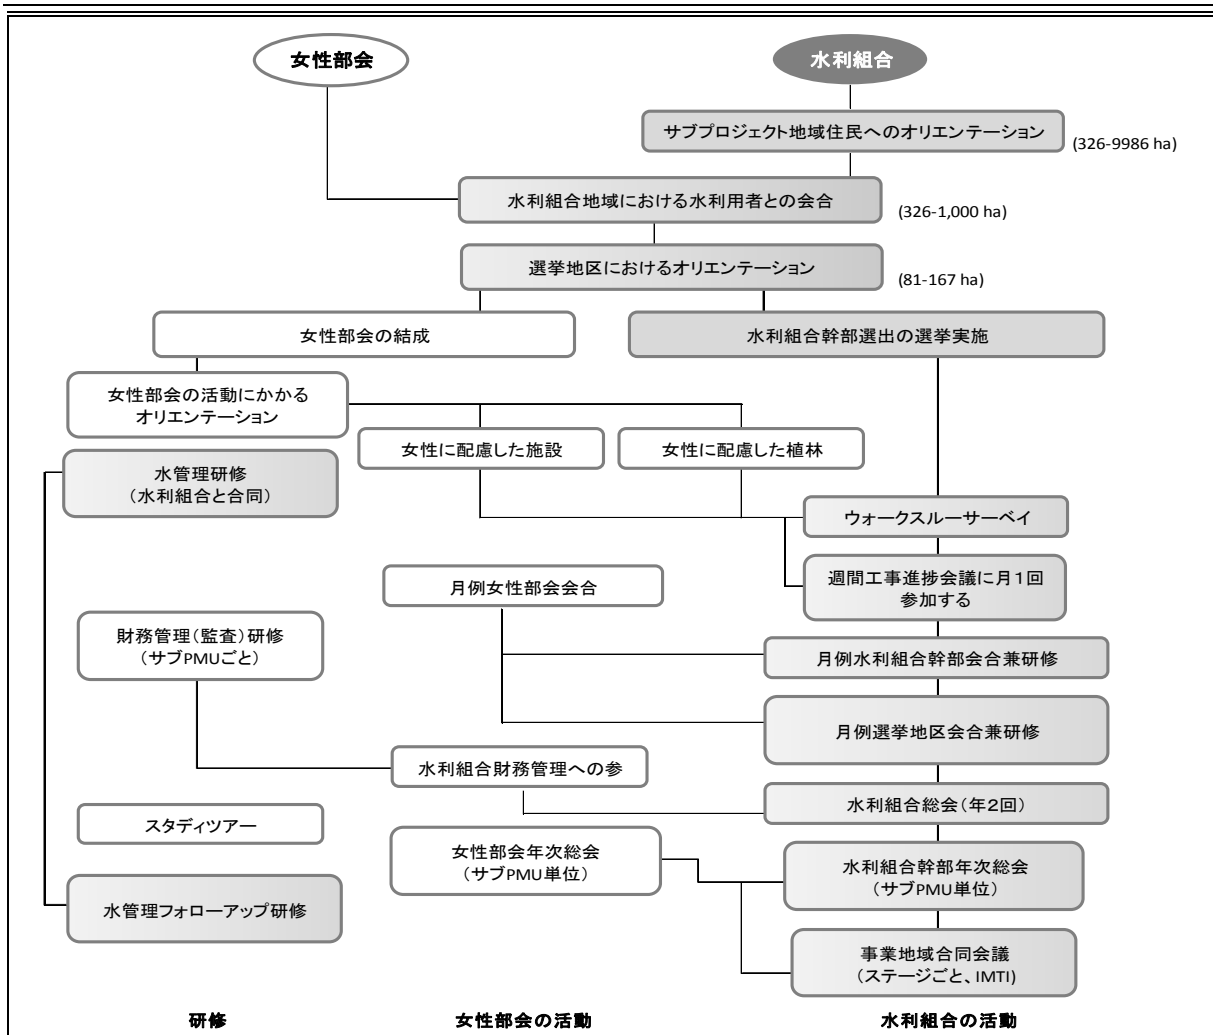 女性部会
水利組合
サブプロジェクト地域住民へのオリエンテーション
(326-9986 ha)
水利組合地域における水利用者との会合
(326-1,000 ha)
選挙地区におけるオリエンテーション
(81-167 ha)
女性部会の結成
水利組合幹部選出の選挙実施
女性部会の活動にかかる
オリエンテーション
女性に配慮した施設
女性に配慮した植林
水管理研修
(水利組合と合同)
ウォークスルーサーベイ
週間工事進捗会議に月1回
参加する
月例女性部会会合
財務管理(監査)研修
(サブPMUごと)
月例水利組合幹部会合兼研修
月例選挙地区会合兼研修
水利組合財務管理への参
水利組合総会(年2回)
スタディツアー
女性部会年次総会
(サブPMU単位)
水利組合幹部年次総会
(サブPMU単位)
水管理フォローアップ研修
事業地域合同会議
(ステージごと、IMTI)
研修
女性部会の活動
水利組合の活動